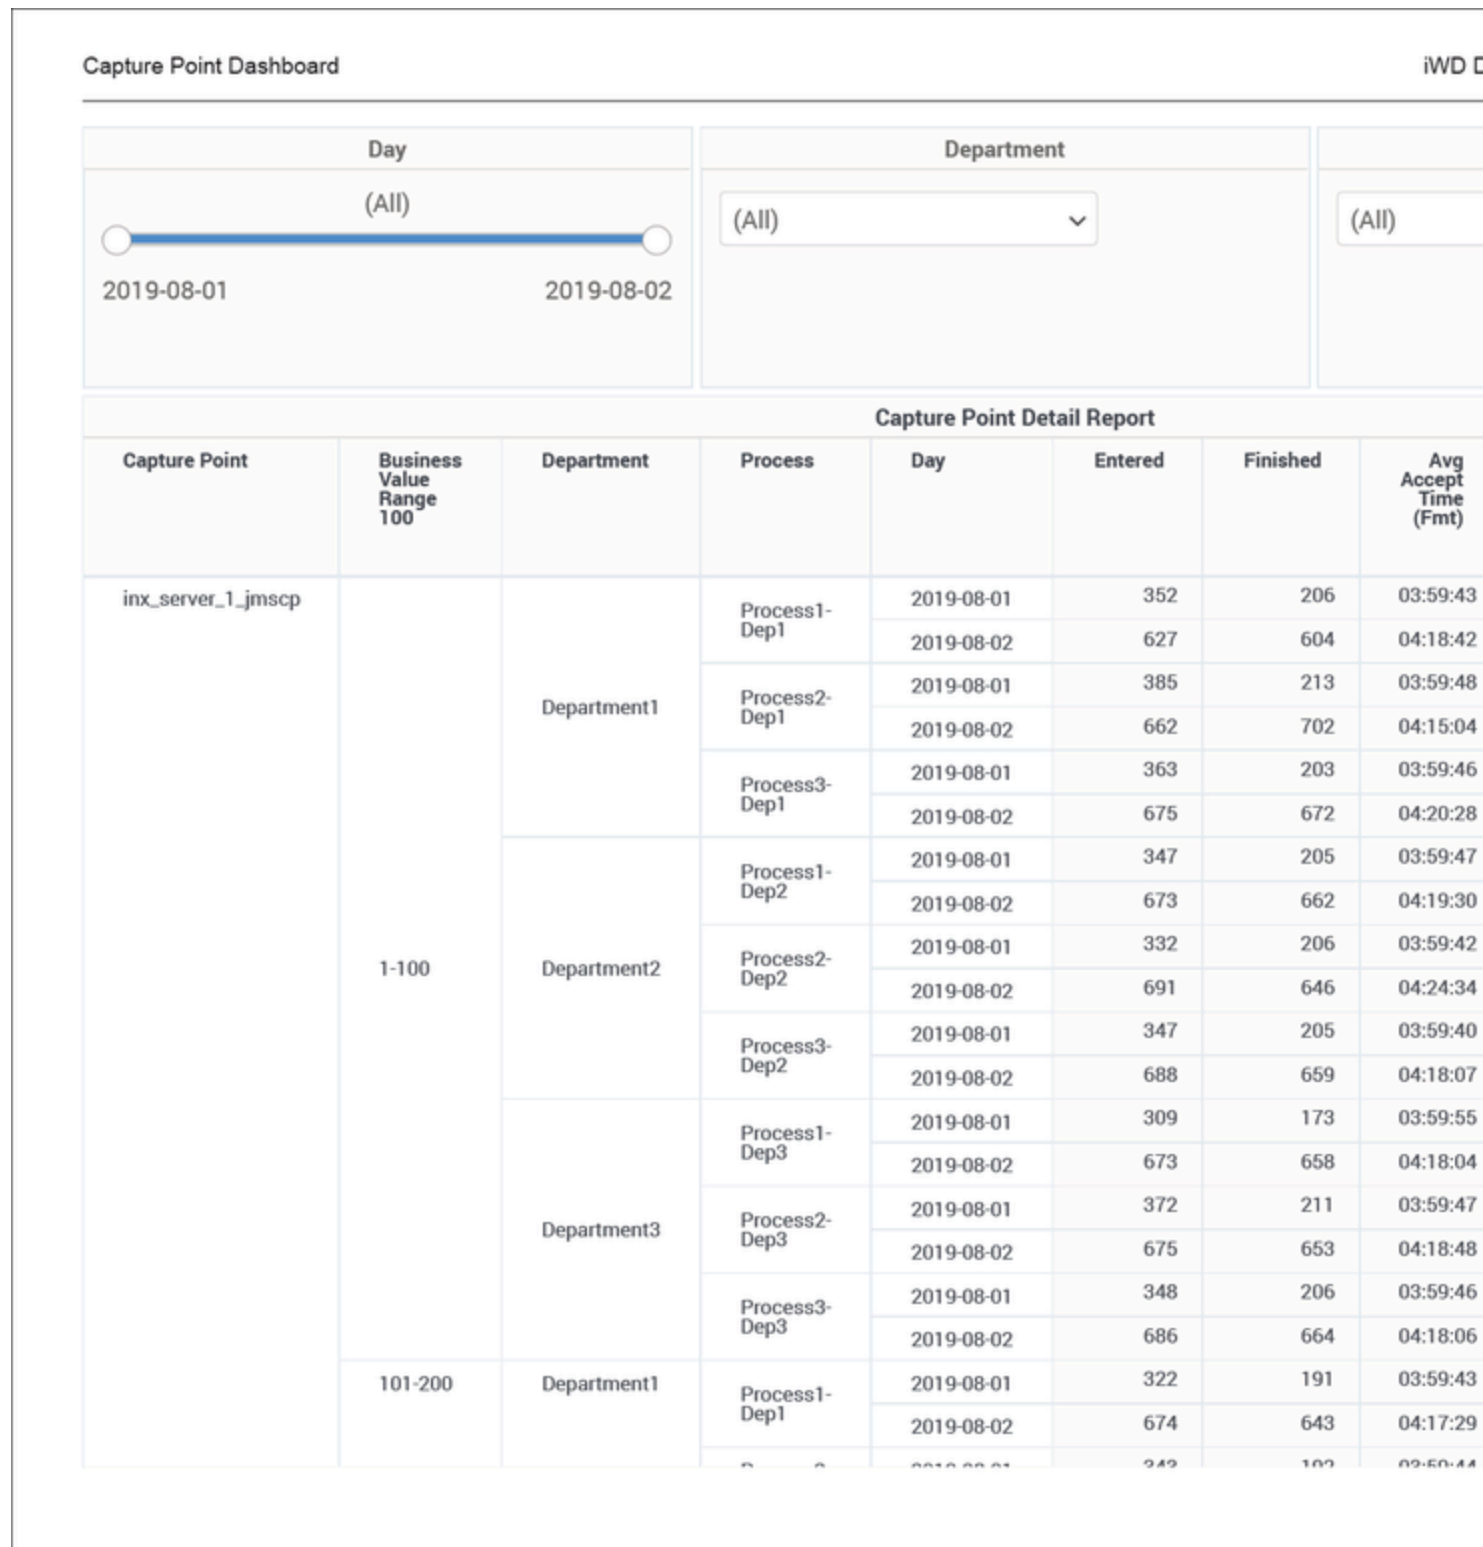 Capture Point Dashboard iWD
Day Department
(All)
(All) (All)
2019-08-01 2019-08-02
Capture Point Detail Report
Capture Point Business Value Range 100 Department Process Day Entered Finished Avg Accept Time (Fmt)
inx_server_1_jmscp 1-100 Department1 Process1-Dep1 2019-08-01 352 206 03:59:43
2019-08-02 627 604 04:18:42
Process2-Dep1 2019-08-01 385 213 03:59:48
2019-08-02 662 702 04:15:04
Process3-Dep1 2019-08-01 363 203 03:59:46
2019-08-02 675 672 04:20:28
Department2 Process1-Dep2 2019-08-01 347 205 03:59:47
2019-08-02 673 662 04:19:30
Process2-Dep2 2019-08-01 332 206 03:59:42
2019-08-02 691 646 04:24:34
Process3-Dep2 2019-08-01 347 205 03:59:40
2019-08-02 688 659 04:18:07
Department3 Process1-Dep3 2019-08-01 309 173 03:59:55
2019-08-02 673 658 04:18:04
Process2-Dep3 2019-08-01 372 211 03:59:47
2019-08-02 675 653 04:18:48
Process3-Dep3 2019-08-01 348 206 03:59:46
2019-08-02 686 664 04:18:06
101-200 Department1 Process1-Dep1 2019-08-01 322 191 03:59:43
2019-08-02 674 643 04:17:29